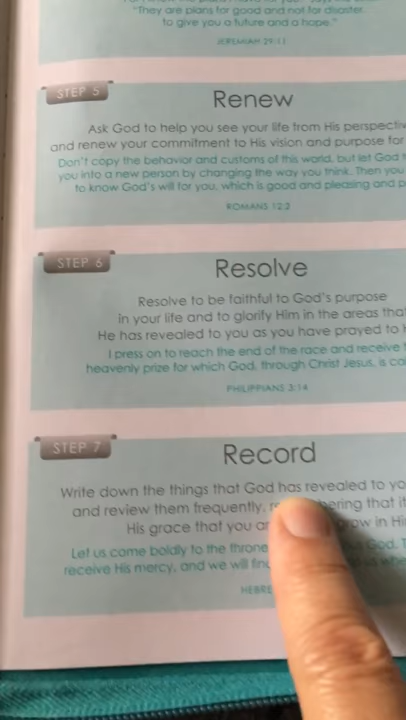 "They are plans for good and not for disaster,
to give you a future and a hope."
JEREMIAH 29:11
STEP 5
Renew
Ask God to help you see your life from His
and renew your commitment to His vision and purpose for
Don't copy the behavior and customs of this world, but let God
you into a new person by changing the way you think. Then you
to know God's will for you, which is good and pleasing and
ROMANS 12:2
STEP 6
Resolve
Resolve to be faithful to God's purpose
in your life and to glorify Him in the areas
He has revealed to you as you have prayed to
I press on to reach the end of the race and receive
heavenly prize for which God, through Christ Jesus, is
PHILIPPIANS 3:14
STEP 7
Record
Write down the things that God has revealed to
and review them frequently, that
His grace that you grow in
Let us come boldly to the throne God.
receive His mercy, and we will